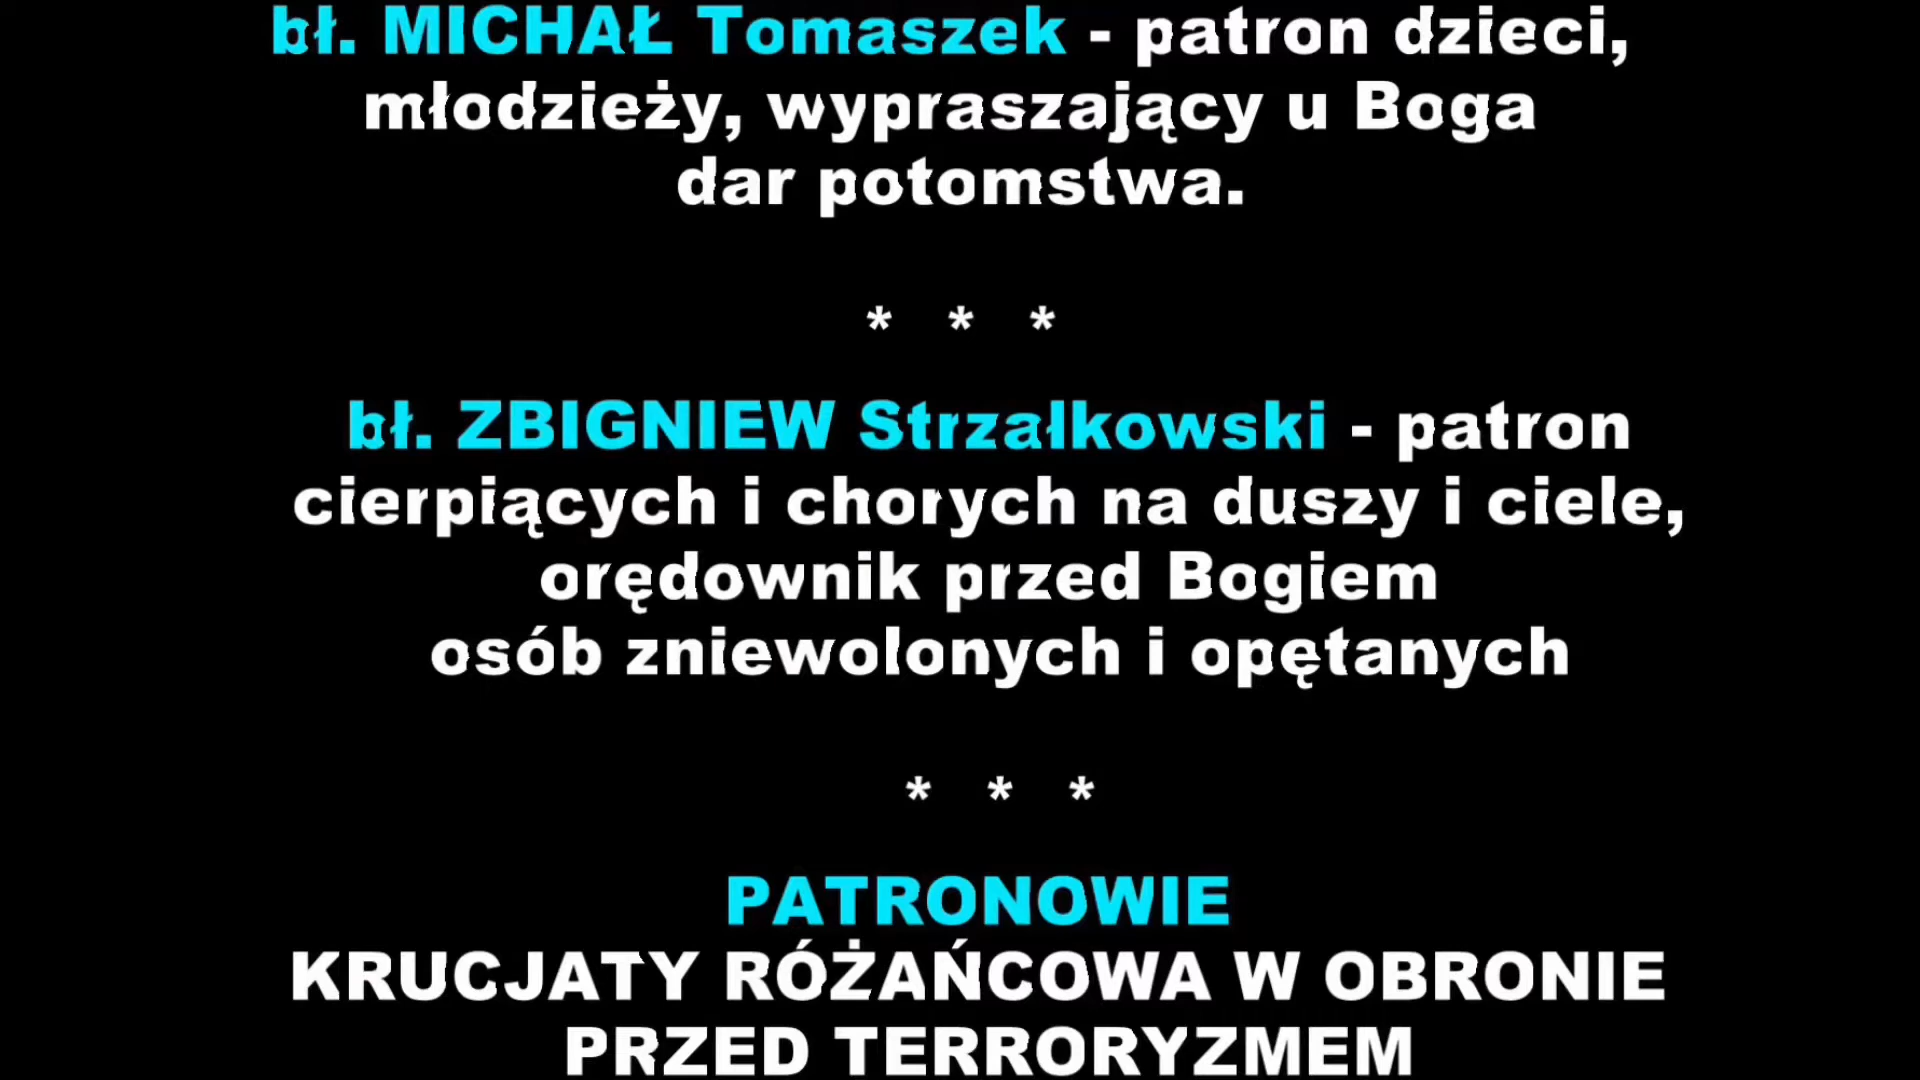 bł. MICHAŁ Tomaszek - patron dzieci,
młodzieży, wypraszający u Boga
dar potomstwa.
* * *
bł. ZBIGNIEW Strzałkowski - patron
cierpiących i chorych na duszy i ciele,
orędownik przed Bogiem
osób zniewolonych i opętanych
* * *
PATRONOWIE
KRUCJATY RÓŻAŃCOWA W OBRONIE
PRZED TERRORYZMEM